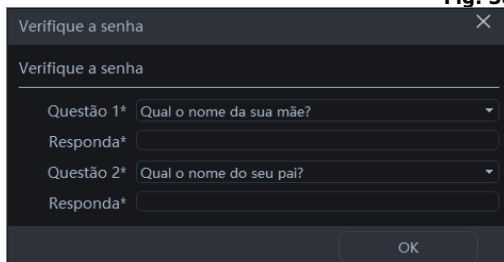 Fig. 3
Verifique a senha
Verifique a senha
Questão 1* Qual o nome da sua mãe?
Responda*
Questão 2* Qual o nome do seu pai?
Responda*
OK